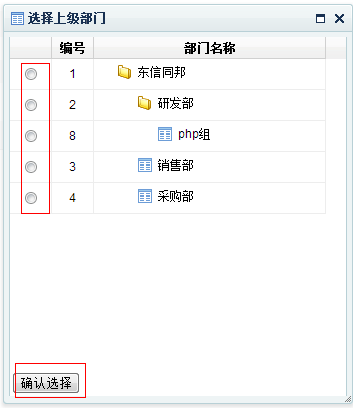 选择上级部门
编号 部门名称
1 东信同邦
2 研发部
8 php组
3 销售部
4 采购部
确认选择